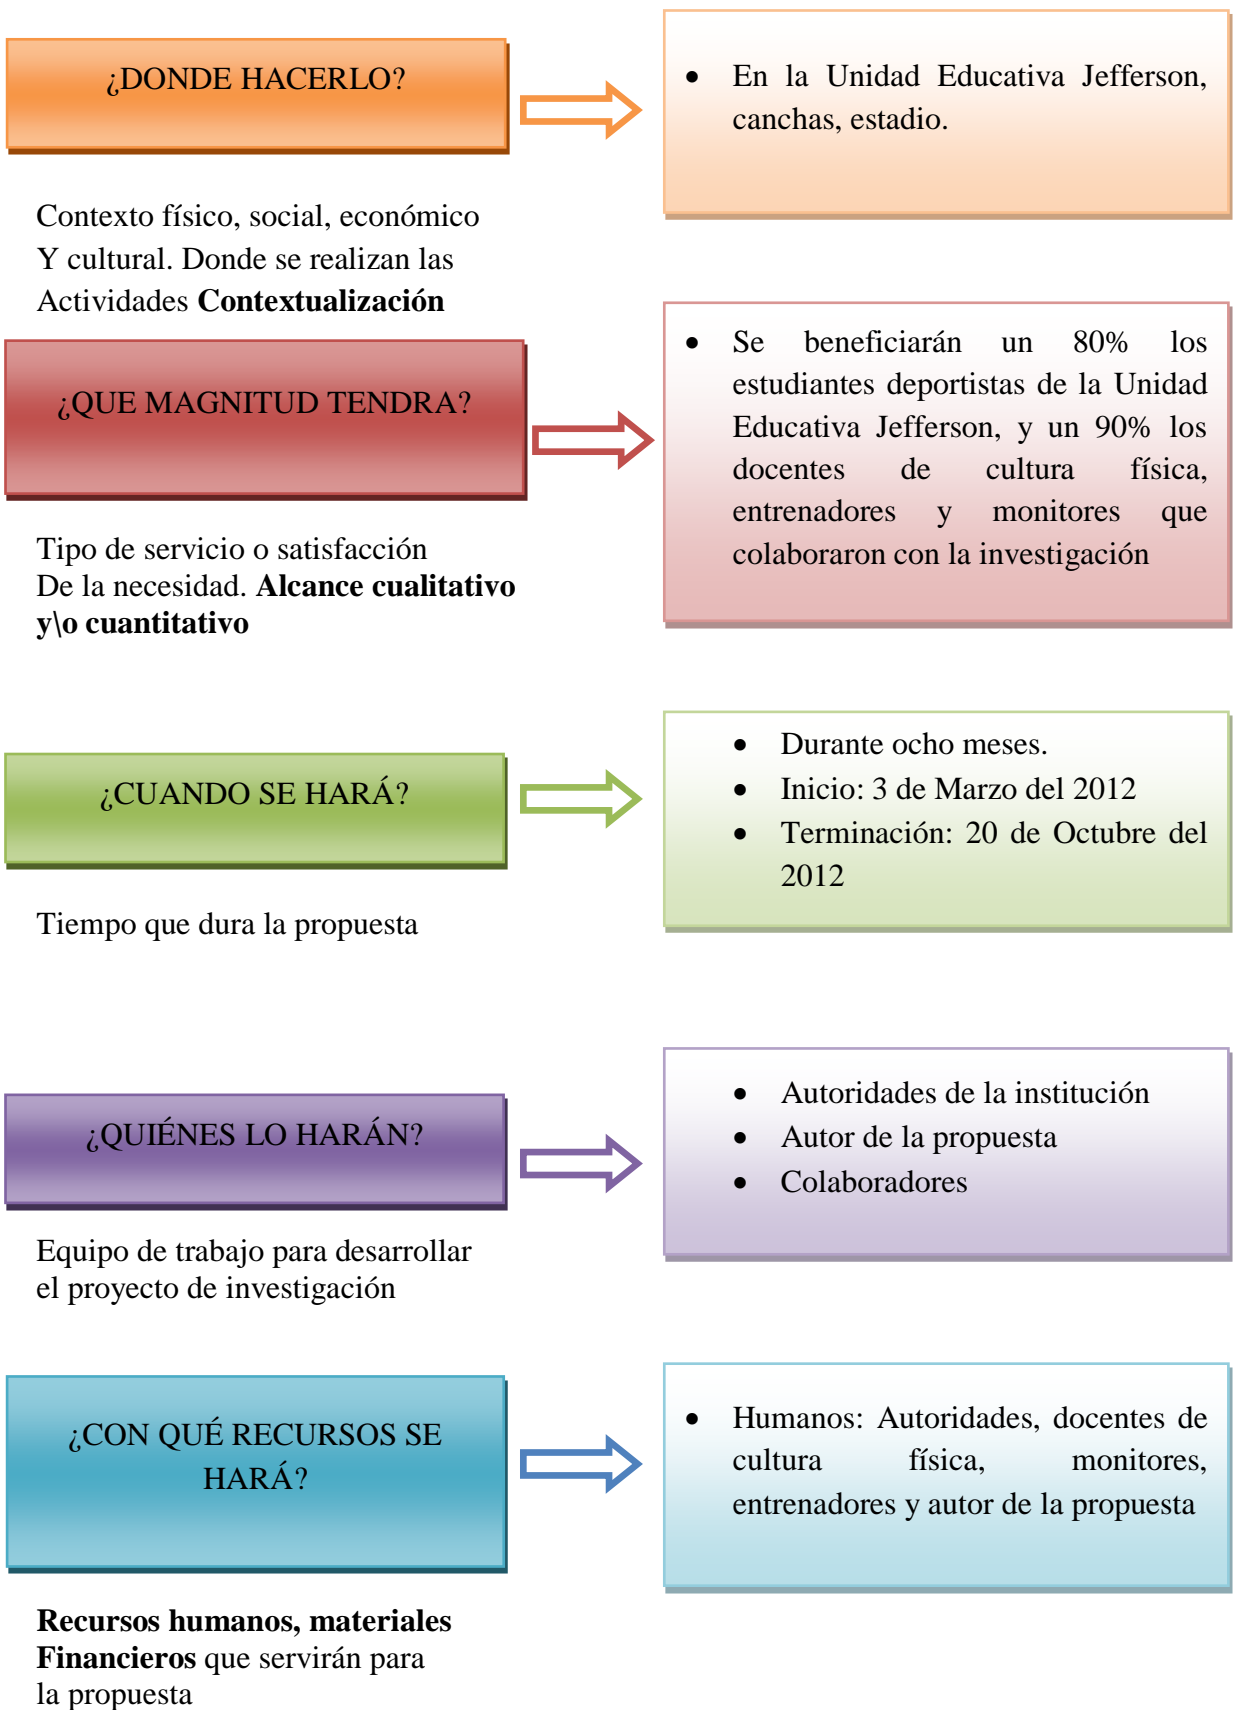 ¿DONDE HACERLO?
• En la Unidad Educativa Jefferson,
canchas, estadio.
Contexto físico, social, económico
Y cultural. Donde se realizan las
Actividades Contextualización
¿QUE MAGNITUD TENDRA?
• Se beneficiarán un 80% los
estudiantes deportistas de la Unidad
Educativa Jefferson, y un 90% los
docentes de cultura física,
entrenadores y monitores que
colaboraron con la investigación
Tipo de servicio o satisfacción
De la necesidad. Alcance cualitativo
y\o cuantitativo
¿CUANDO SE HARÁ?
• Durante ocho meses.
• Inicio: 3 de Marzo del 2012
• Terminación: 20 de Octubre del
2012
Tiempo que dura la propuesta
¿QUIÉNES LO HARÁN?
• Autoridades de la institución
• Autor de la propuesta
• Colaboradores
Equipo de trabajo para desarrollar
el proyecto de investigación
¿CON QUÉ RECURSOS SE
HARÁ?
• Humanos: Autoridades, docentes de
cultura física, monitores,
entrenadores y autor de la propuesta
Recursos humanos, materiales
Financieros que servirán para
la propuesta